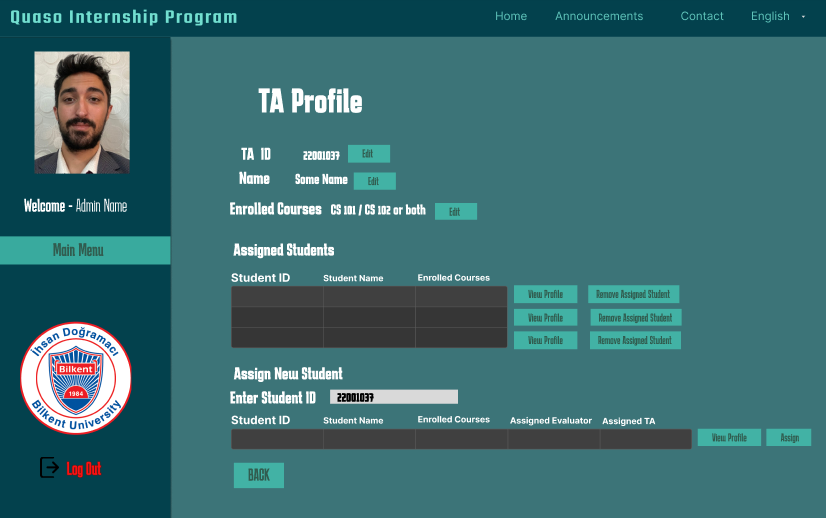 Quaso Internship Program
Home Announcements Contact English
Welcome - Admin Name
Main Menu
İhsan Doğramacı
Bilkent
1984
Bilkent University
Log Out
TA Profile
TA ID 22001037 Edit
Name Some Name Edit
Enrolled Courses CS 101 / CS 102 or both Edit
Assigned Students
Student ID Student Name Enrolled Courses
View Profile Remove Assigned Student
View Profile Remove Assigned Student
View Profile Remove Assigned Student
Assign New Student
Enter Student ID 22001037
Student ID Student Name Enrolled Courses Assigned Evaluator Assigned TA
View Profile Assign
BACK